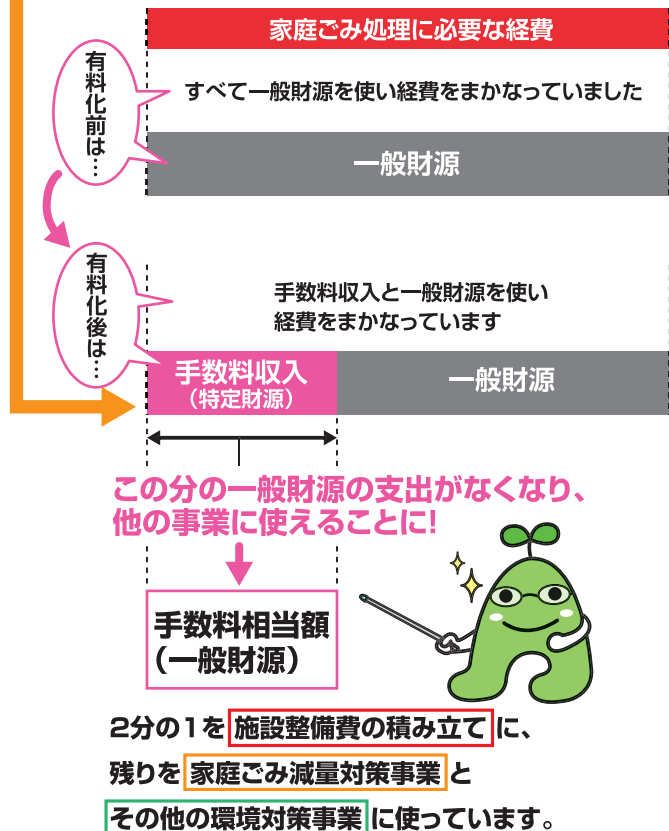 家庭ごみ処理に必要な経費
有料化前は…
すべて一般財源を使い経費をまかなっていました
一般財源
有料化後は…
手数料収入と一般財源を使い
経費をまかなっています
手数料収入
（特定財源）
一般財源
この分の一般財源の支出がなくなり、
他の事業に使えることに!
手数料相当額
（一般財源）
2分の1を 施設整備費の積み立て に、
残りを 家庭ごみ減量対策事業 と
その他の環境対策事業 に使っています。